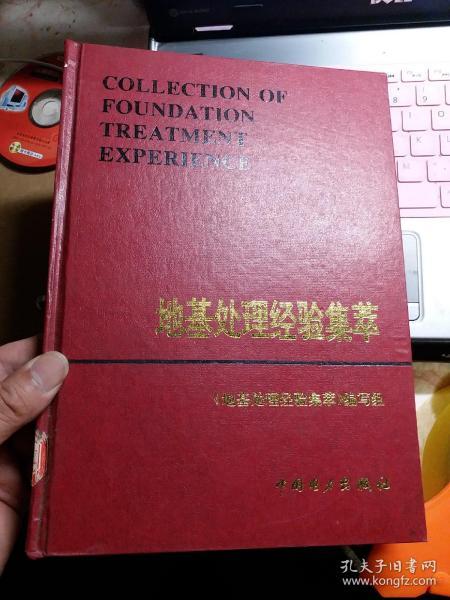 COLLECTION OF
FOUNDATION
TREATMENT
EXPERIENCE
地基处理经验集萃
《地基处理经验集萃》编写组
中国电力出版社
孔夫子旧书网
www.kongfz.com